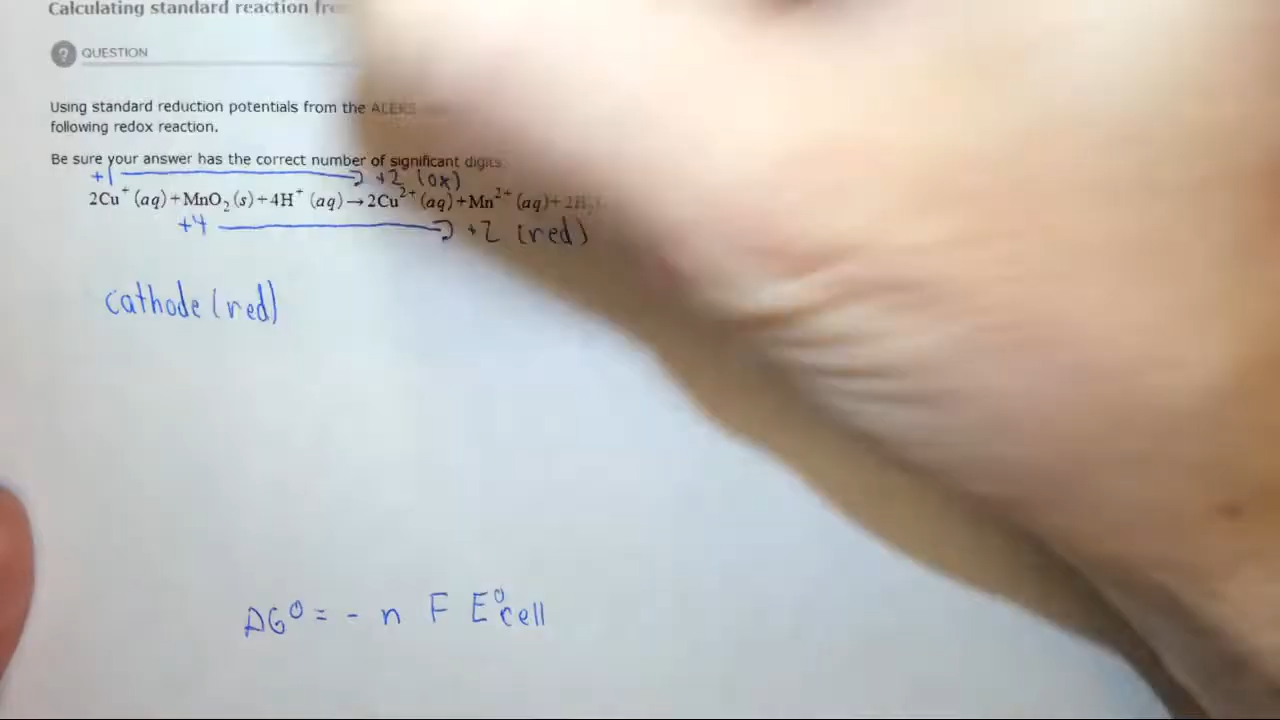 Calculating standard reaction
? QUESTION
Using standard reduction potentials from the ALEKS
following redox reaction.
Be sure your answer has the correct number of significant digits
+1 → +2 (ox)
2Cu⁺(aq)+MnO₂(s)+4H⁺(aq)→2Cu²⁺(aq)+Mn²⁺(aq)+2H
+4 → +2 (red)
cathode (red)
ΔG⁰ = - n F E⁰cell